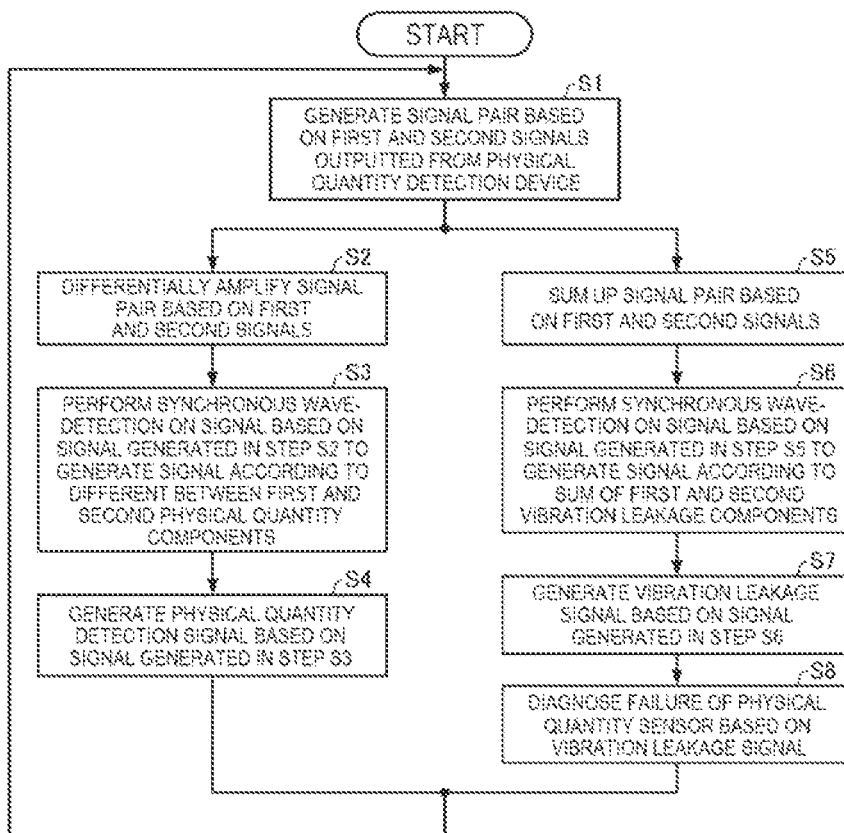 START
S1
GENERATE SIGNAL PAIR BASED
ON FIRST AND SECOND SIGNALS
OUTPUTTED FROM PHYSICAL
QUANTITY DETECTION DEVICE
S2
DIFFERENTIALLY AMPLIFY SIGNAL
PAIR BASED ON FIRST
AND SECOND SIGNALS
S3
PERFORM SYNCHRONOUS WAVE-
DETECTION ON SIGNAL BASED ON
SIGNAL GENERATED IN STEP S2 TO
GENERATE SIGNAL ACCORDING TO
DIFFERENT BETWEEN FIRST AND
SECOND PHYSICAL QUANTITY
COMPONENTS
S4
GENERATE PHYSICAL QUANTITY
DETECTION SIGNAL BASED ON
SIGNAL GENERATED IN STEP S3
S5
SUM UP SIGNAL PAIR BASED
ON FIRST AND SECOND SIGNALS
S6
PERFORM SYNCHRONOUS WAVE-
DETECTION ON SIGNAL BASED ON
SIGNAL GENERATED IN STEP S5 TO
GENERATE SIGNAL ACCORDING TO
SUM OF FIRST AND SECOND
VIBRATION LEAKAGE COMPONENTS
S7
GENERATE VIBRATION LEAKAGE
SIGNAL BASED ON SIGNAL
GENERATED IN STEP S6
S8
DIAGNOSE FAILURE OF PHYSICAL
QUANTITY SENSOR BASED ON
VIBRATION LEAKAGE SIGNAL